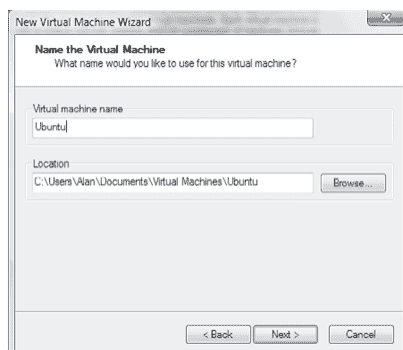 New Virtual Machine Wizard
Name the Virtual Machine
What name would you like to use for this virtual machine?
Virtual machine name
Ubuntu
Location
C:\Users\Alan\Documents\Virtual Machines\Ubuntu
Browse...
< Back
Next >
Cancel